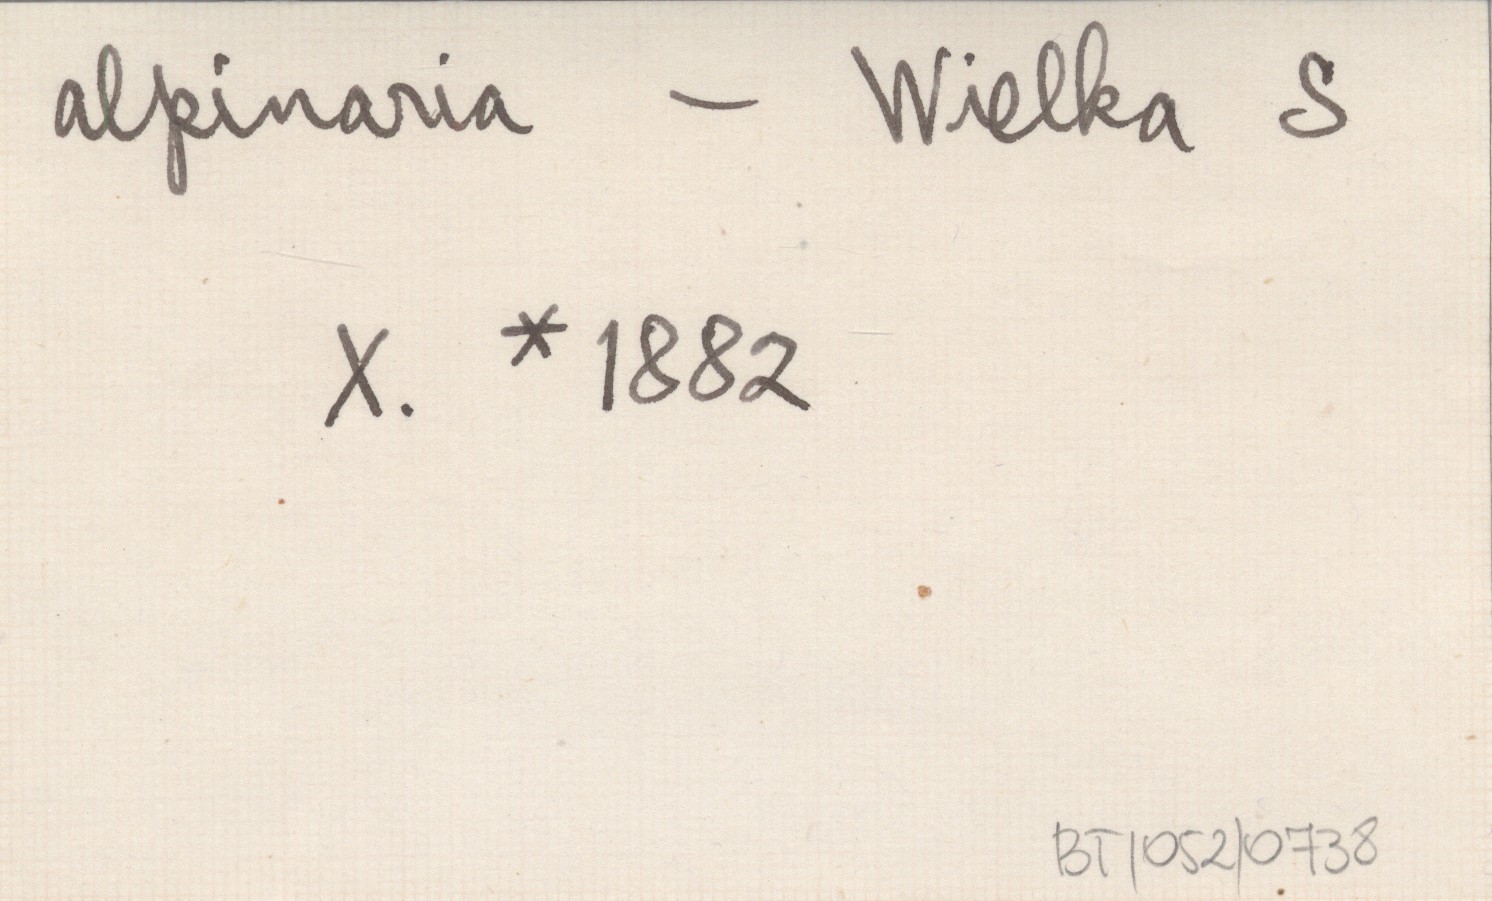 alpinaria – Wielka S
X. *1882
BT/052/0738